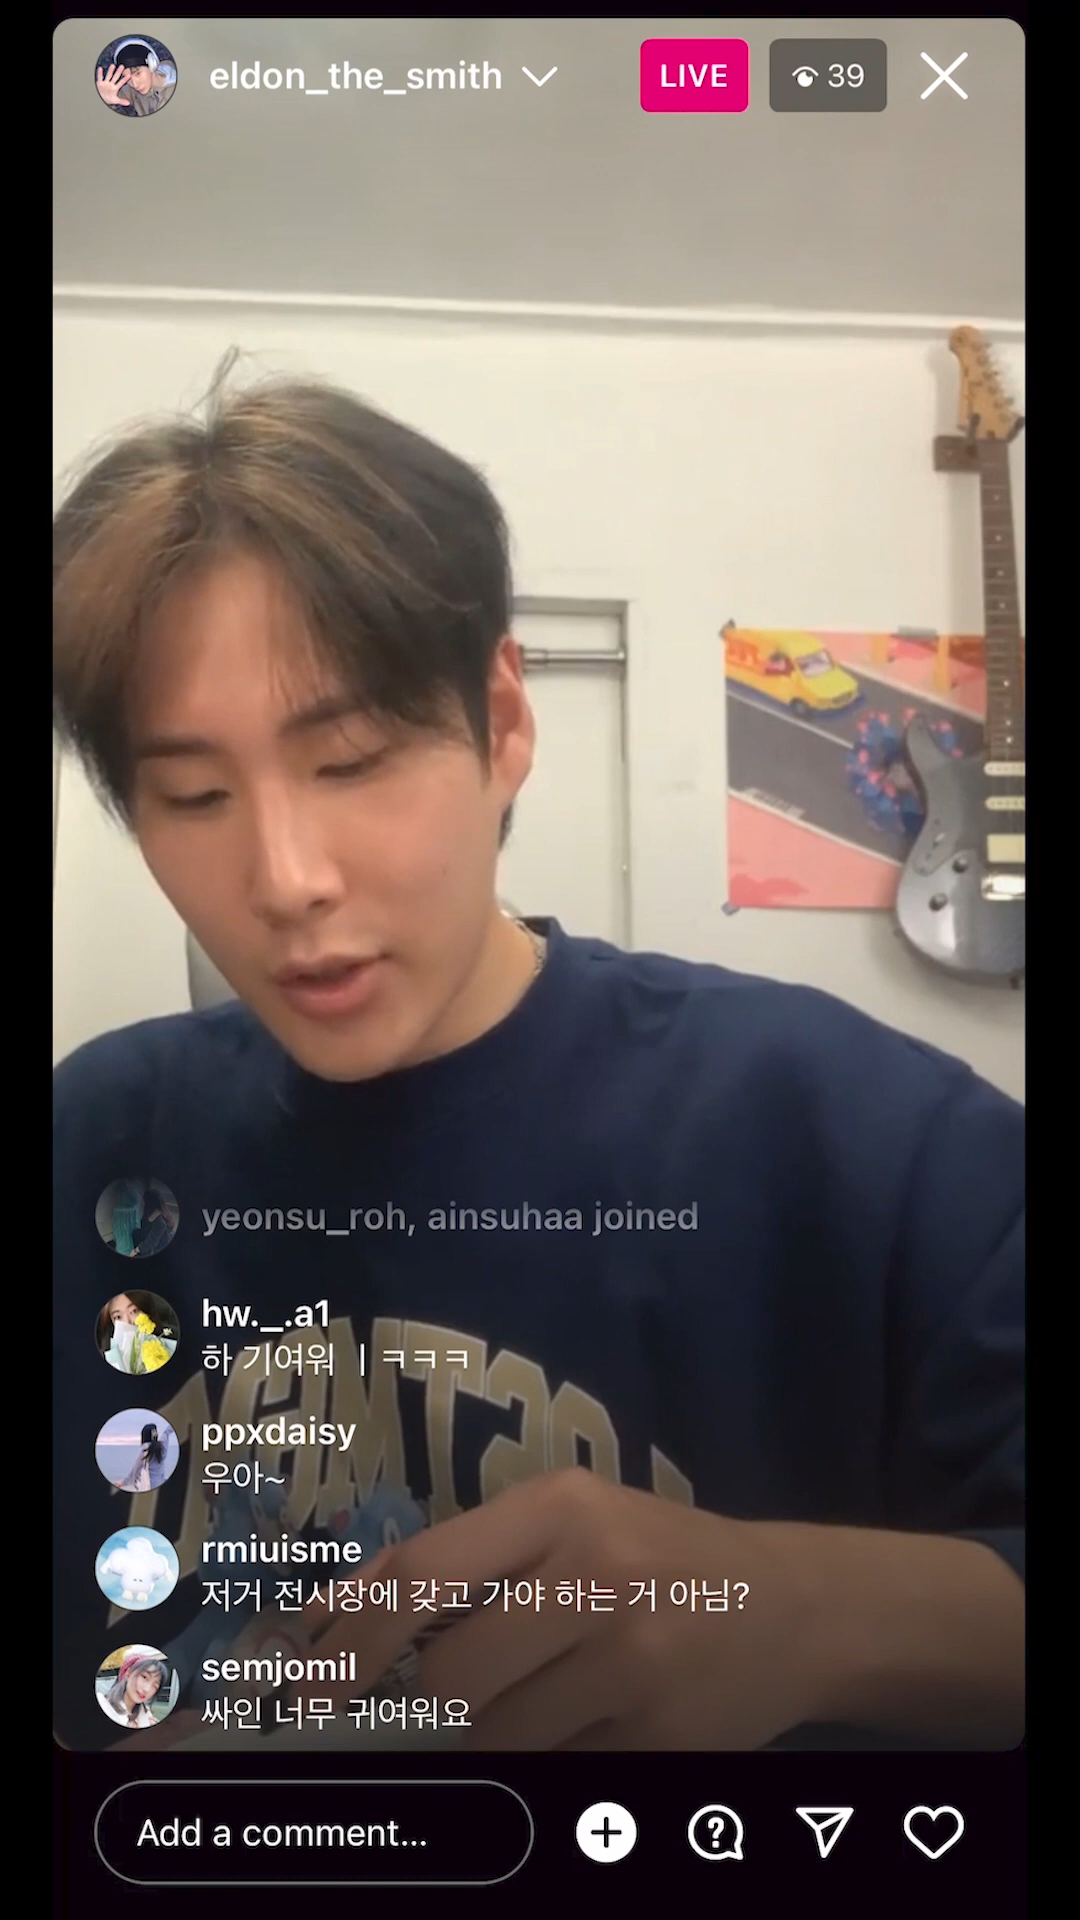 eldon_the_smith
LIVE
39
yeonsu_roh, ainsuhaa joined
hw._.a1
하 기여워 ㅣㅋㅋㅋ
ppxdaisy
우아~
rmiuisme
저거 전시장에 갖고 가야 하는 거 아님?
semjomil
싸인 너무 귀여워요
Add a comment...